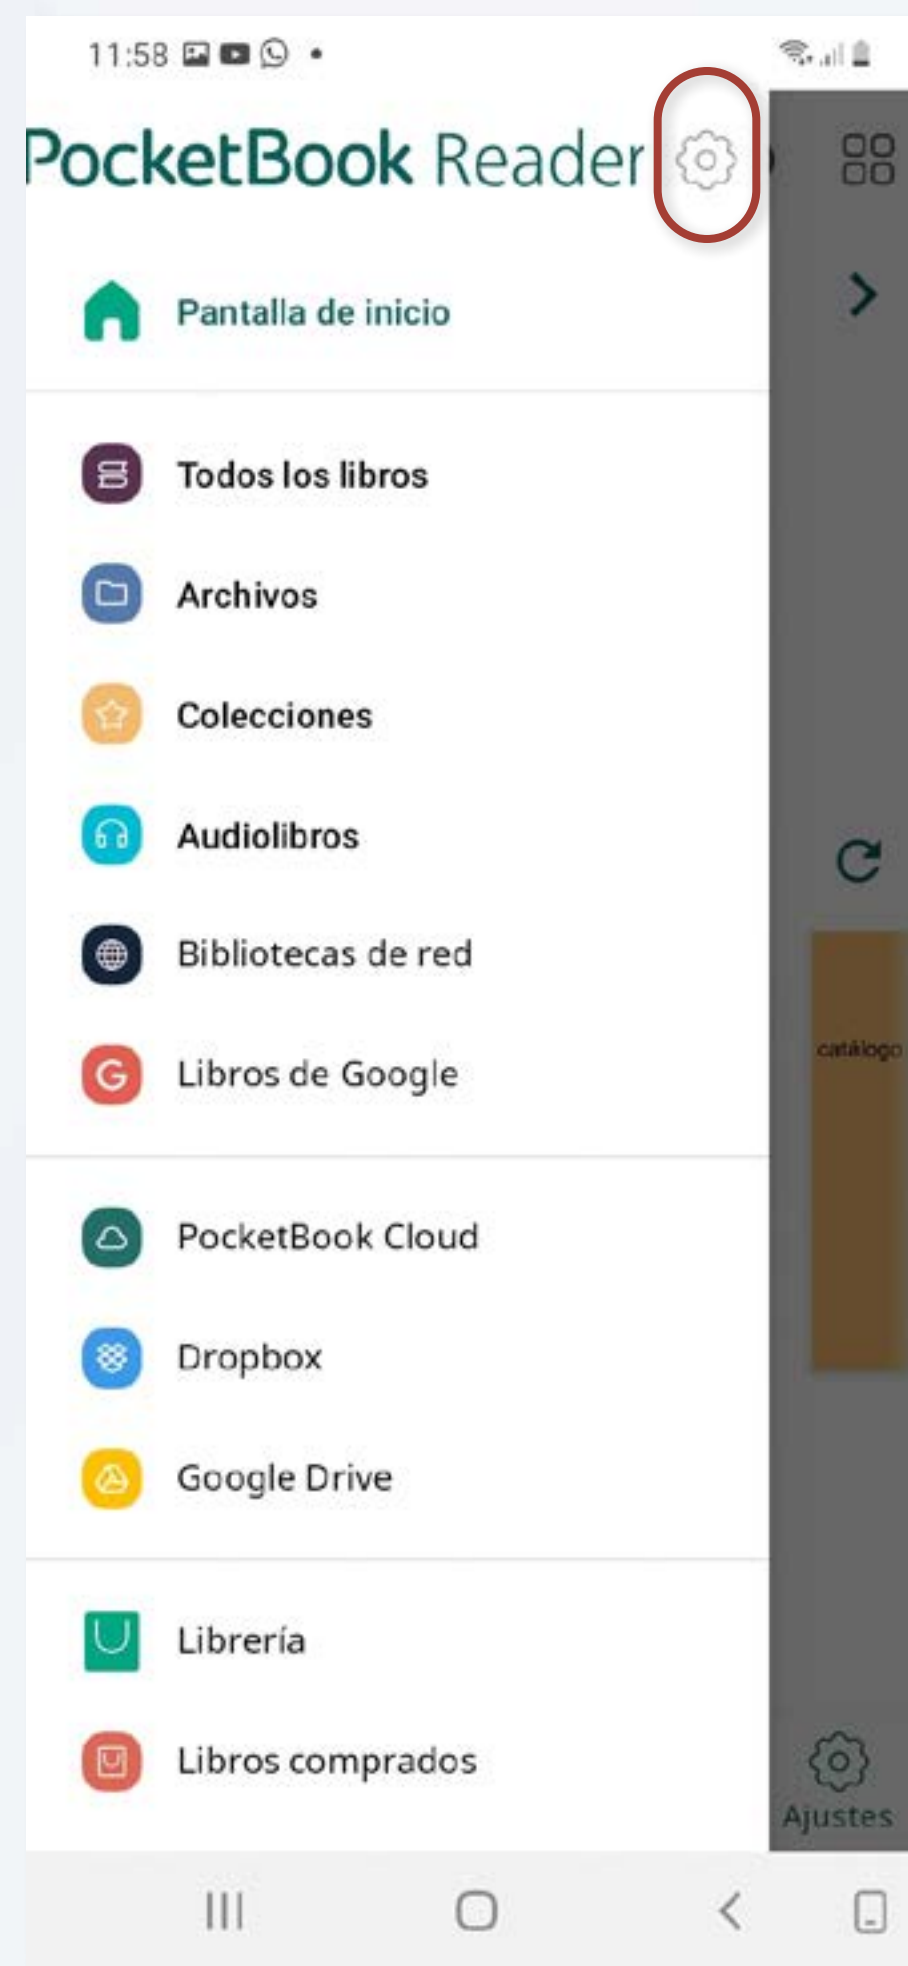 11:58
PocketBook Reader
Pantalla de inicio
Todos los libros
Archivos
Colecciones
Audiolibros
Bibliotecas de red
Libros de Google
catálogo
PocketBook Cloud
Dropbox
Google Drive
Librería
Libros comprados
Ajustes